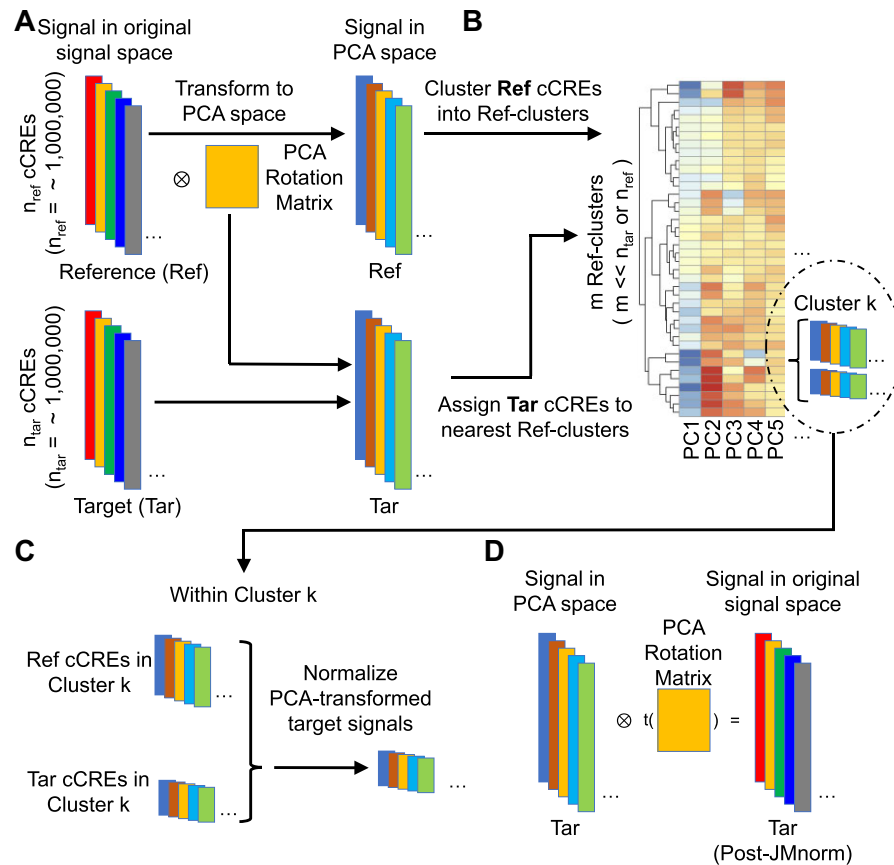 A
Signal in original
signal space
n_ref cCREs
(n_ref = ~ 1,000,000)
Transform to
PCA space
⊗
PCA
Rotation
Matrix
...
Reference (Ref)
Signal in
PCA space
...
Ref
n_tar cCREs
(n_tar = ~ 1,000,000)
...
Target (Tar)
...
Tar
B
Cluster Ref cCREs
into Ref-clusters
Assign Tar cCREs to
nearest Ref-clusters
m Ref-clusters
( m << n_tar or n_ref )
PC1
PC2
PC3
PC4
PC5
...
Cluster k
...
...
...
C
Within Cluster k
Ref cCREs in
Cluster k
...
Tar cCREs in
Cluster k
...
Normalize
PCA-transformed
target signals
...
D
Signal in
PCA space
...
Tar
PCA
Rotation
Matrix
⊗ t( ) =
Signal in original
signal space
...
Tar
(Post-JMnorm)